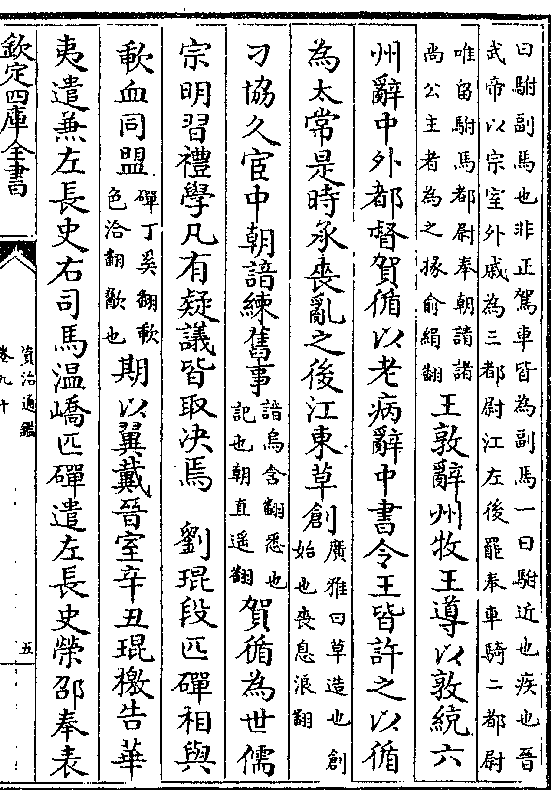 曰駙副馬也非正駕車皆為副馬一曰駙近也疾也晉
武帝以宗室外戚為三都尉江左後罷奉車騎二都尉
唯留駙馬都尉奉朝請諸
尚公主者為之掾俞絹翻
王敦辭州牧王導以敦統六
州辭中外都督賀循以老病辭中書令王皆許之以循
為太常是時承喪亂之後江東草創
廣雅曰草造也創
始也喪息浪翻
刁協久宦中朝諳練舊事
諳烏含翻悉也
記也朝直遥翻
賀循為世儒
宗明習禮學凡有疑議皆取決焉　劉琨段匹磾相與
歃血同盟
磾丁奚翻歃
色洽翻歠也
期以翼戴晉室辛丑琨檄告華
夷遣兼左長史右司馬温嶠匹磾遣左長史榮邵奉表
欽定四庫全書
資治通鑑
卷九十
五